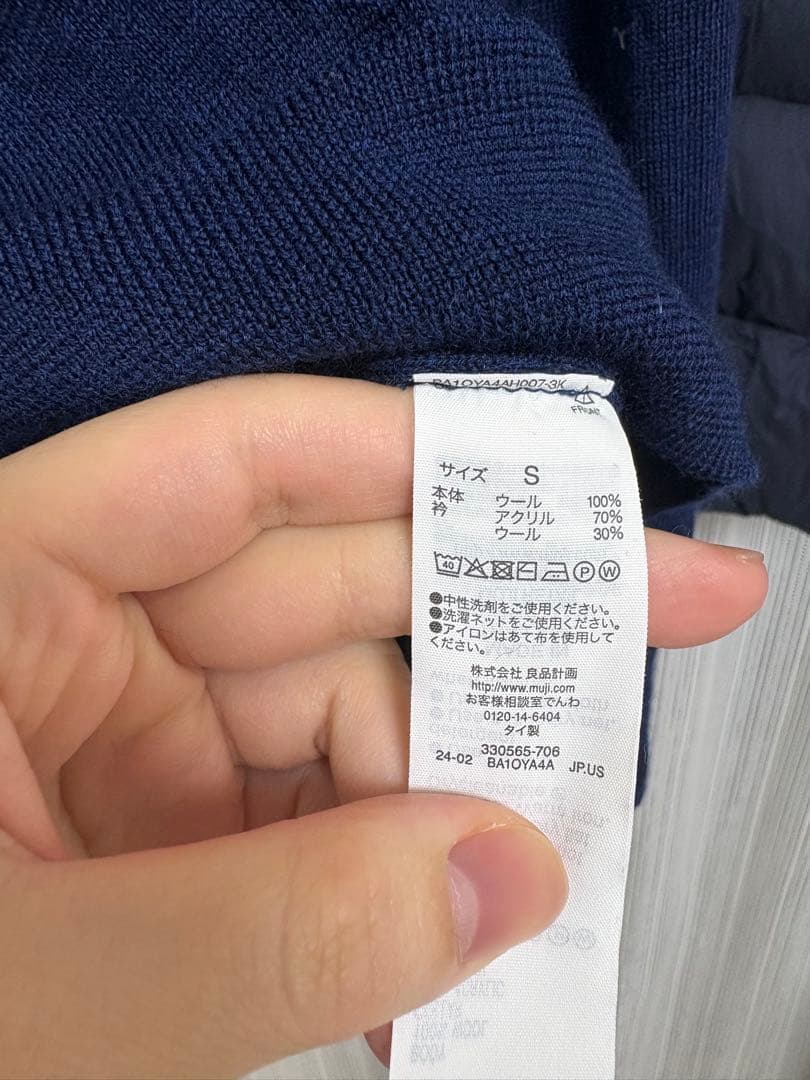 BA1OYA4AH007-3K
FRONT
サイズ S
本体 ウール 100%
衿 アクリル 70%
ウール 30%
40 P W
●中性洗剤をご使用ください。
●洗濯ネットをご使用ください。
●アイロンはあて布を使用して
ください。
株式会社 良品計画
http://www.muji.com
お客様相談室でんわ
0120-14-6404
タイ製
330565-706
24-02 BA1OYA4A JP.US